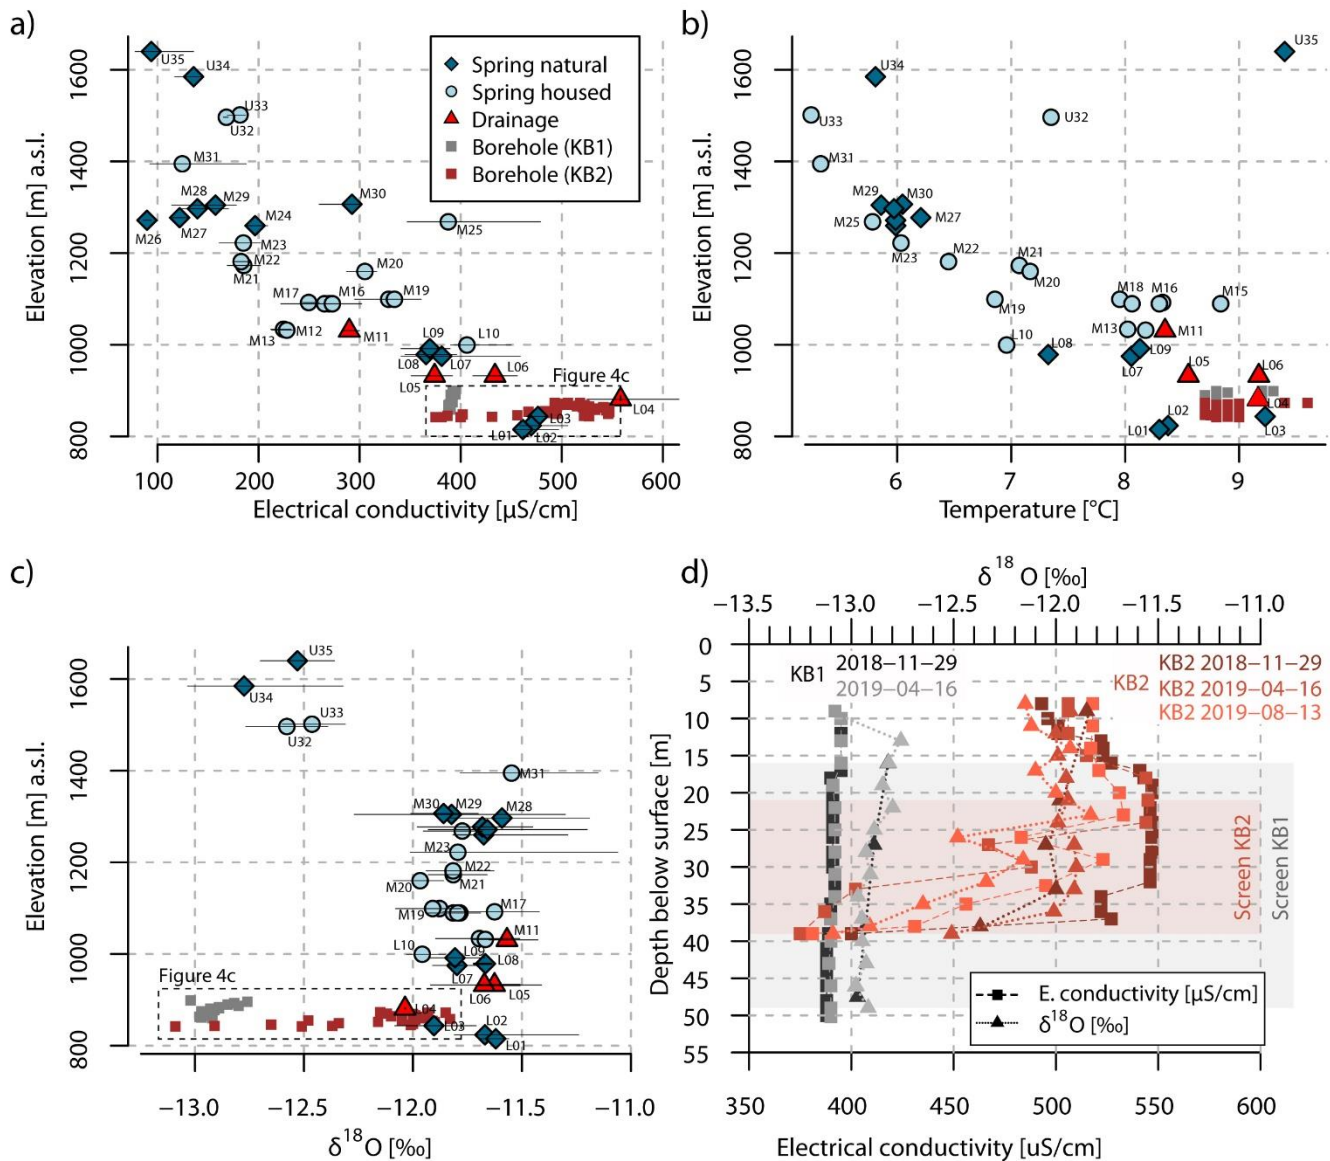 a)
Elevation [m] a.s.l.
1600
1400
1200
1000
800
100
200
300
400
500
600
Electrical conductivity [µS/cm]
Spring natural
Spring housed
Drainage
Borehole (KB1)
Borehole (KB2)
U35
U34
U33
U32
M31
M28
M29
M30
M26
M27
M24
M25
M23
M22
M21
M20
M17
M16
M19
M13
M12
M11
L09
L10
L08
L07
L05
L06
Figure 4c
L04
L03
L01
L02
b)
Elevation [m] a.s.l.
1600
1400
1200
1000
800
6
7
8
9
Temperature [°C]
U35
U34
U33
U32
M31
M29
M30
M27
M25
M23
M22
M21
M20
M19
M18
M16
M15
M13
M11
L10
L08
L09
L07
L05
L06
L04
L02
L01
L03
c)
Elevation [m] a.s.l.
1600
1400
1200
1000
800
−13.0
−12.5
−12.0
−11.5
−11.0
δ¹⁸O [‰]
U35
U34
U33
U32
M31
M30
M29
M28
M23
M22
M20
M21
M19
M17
M11
L10
L09
L08
L07
L06
L05
Figure 4c
L04
L03
L02
L01
d)
δ¹⁸O [‰]
−13.5
−13.0
−12.5
−12.0
−11.5
−11.0
Depth below surface [m]
0
5
10
15
20
25
30
35
40
45
50
55
KB1
2018−11−29
2019−04−16
KB2
KB2 2018−11−29
KB2 2019−04−16
KB2 2019−08−13
Screen KB2
Screen KB1
E. conductivity [µS/cm]
δ¹⁸O [‰]
350
400
450
500
550
600
Electrical conductivity [uS/cm]